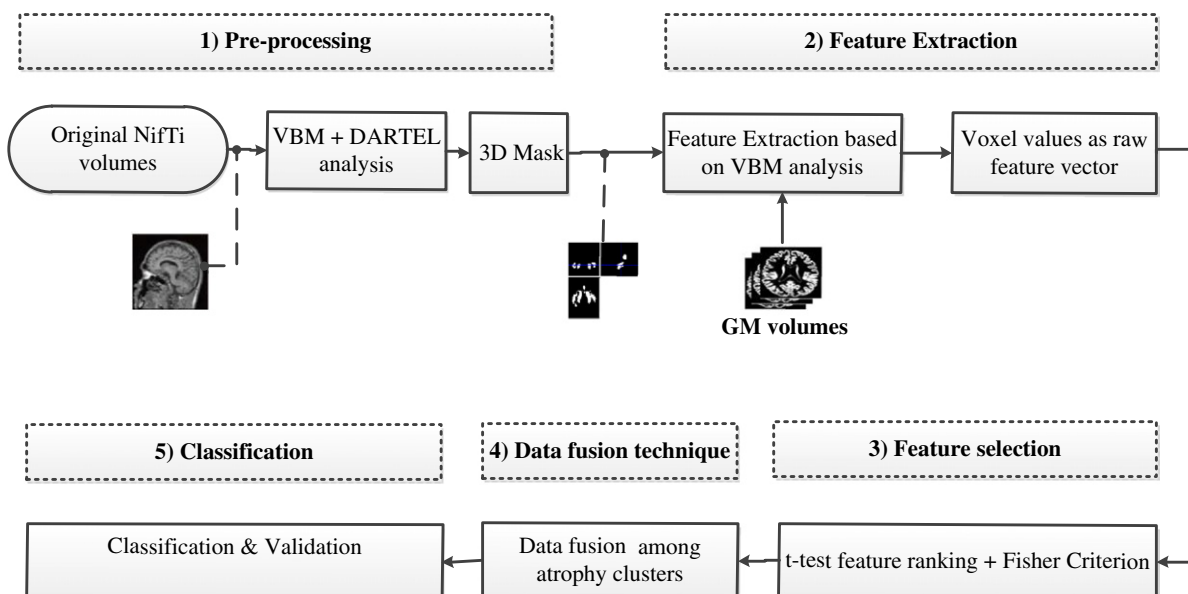 1) Pre-processing
2) Feature Extraction
Original NifTi
volumes
VBM + DARTEL
analysis
3D Mask
Feature Extraction based
on VBM analysis
Voxel values as raw
feature vector
GM volumes
5) Classification
4) Data fusion technique
3) Feature selection
Classification & Validation
Data fusion among
atrophy clusters
t-test feature ranking + Fisher Criterion